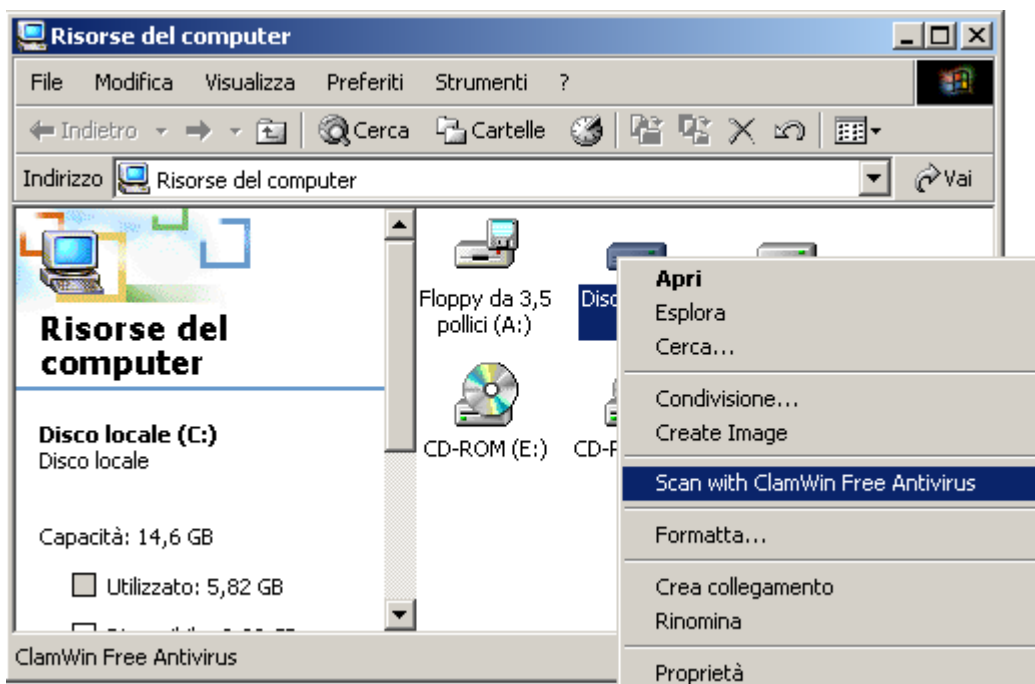 Risorse del computer
File Modifica Visualizza Preferiti Strumenti ?
Indietro Cerca Cartelle
Indirizzo Risorse del computer Vai
Risorse del
computer
Disco locale (C:)
Disco locale
Capacità: 14,6 GB
Utilizzato: 5,82 GB
Floppy da 3,5
pollici (A:)
CD-ROM (E:)
Apri
Esplora
Cerca...
Condivisione...
Create Image
Scan with ClamWin Free Antivirus
Formatta...
Crea collegamento
Rinomina
Proprietà
ClamWin Free Antivirus